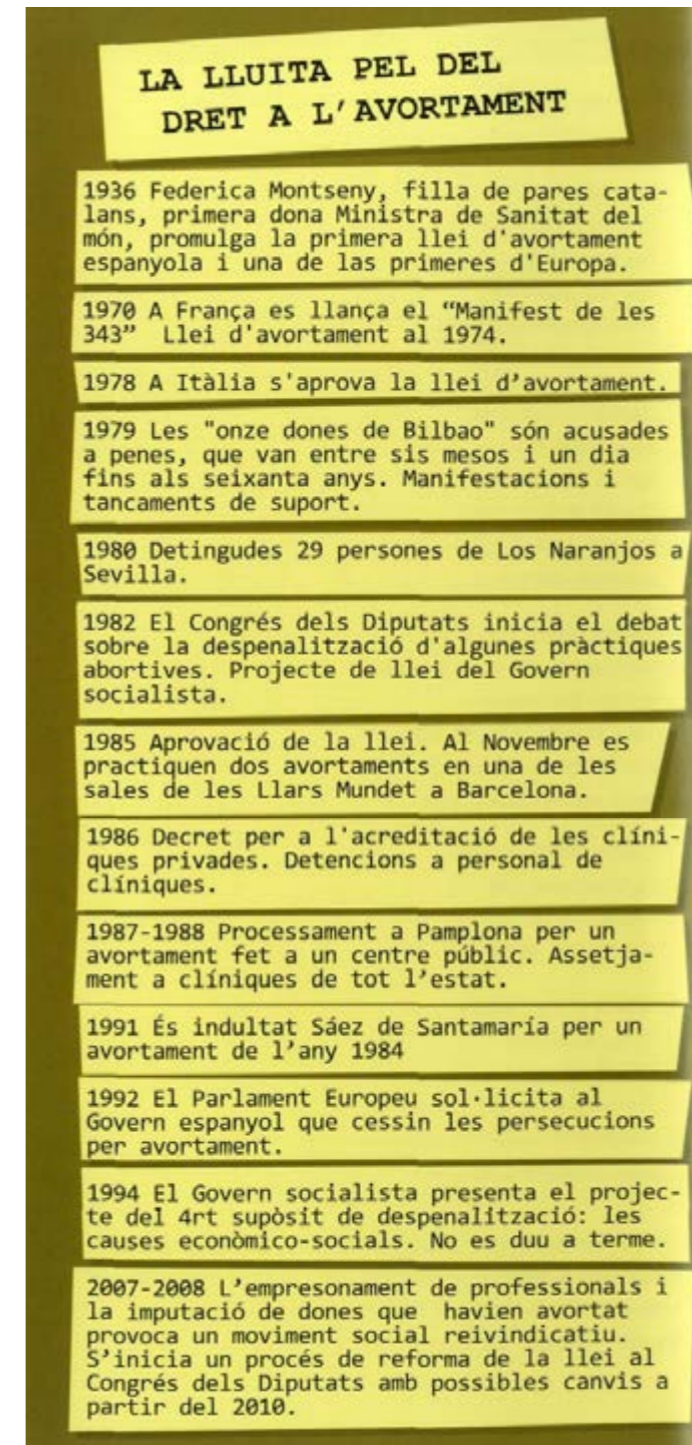 LA LLUITA PEL DEL
DRET A L'AVORTAMENT
1936 Federica Montseny, filla de pares cata-
lans, primera dona Ministra de Sanitat del
món, promulga la primera llei d'avortament
espanyola i una de las primeres d'Europa.
1970 A França es llança el “Manifest de les
343”  Llei d'avortament al 1974.
1978 A Itàlia s'aprova la llei d’avortament.
1979 Les "onze dones de Bilbao" són acusades
a penes, que van entre sis mesos i un dia
fins als seixanta anys. Manifestacions i
tancaments de suport.
1980 Detingudes 29 persones de Los Naranjos a
Sevilla.
1982 El Congrés dels Diputats inicia el debat
sobre la despenalització d'algunes pràctiques
abortives. Projecte de llei del Govern
socialista.
1985 Aprovació de la llei. Al Novembre es
practiquen dos avortaments en una de les
sales de les Llars Mundet a Barcelona.
1986 Decret per a l'acreditació de les clíni-
ques privades. Detencions a personal de
clíniques.
1987-1988 Processament a Pamplona per un
avortament fet a un centre públic. Assetja-
ment a clíniques de tot l’estat.
1991 És indultat Sáez de Santamaría per un
avortament de l’any 1984
1992 El Parlament Europeu sol·licita al
Govern espanyol que cessin les persecucions
per avortament.
1994 El Govern socialista presenta el projec-
te del 4rt supòsit de despenalització: les
causes econòmico-socials. No es duu a terme.
2007-2008 L’empresonament de professionals i
la imputació de dones que  havien avortat
provoca un moviment social reivindicatiu.
S’inicia un procés de reforma de la llei al
Congrés dels Diputats amb possibles canvis a
partir del 2010.